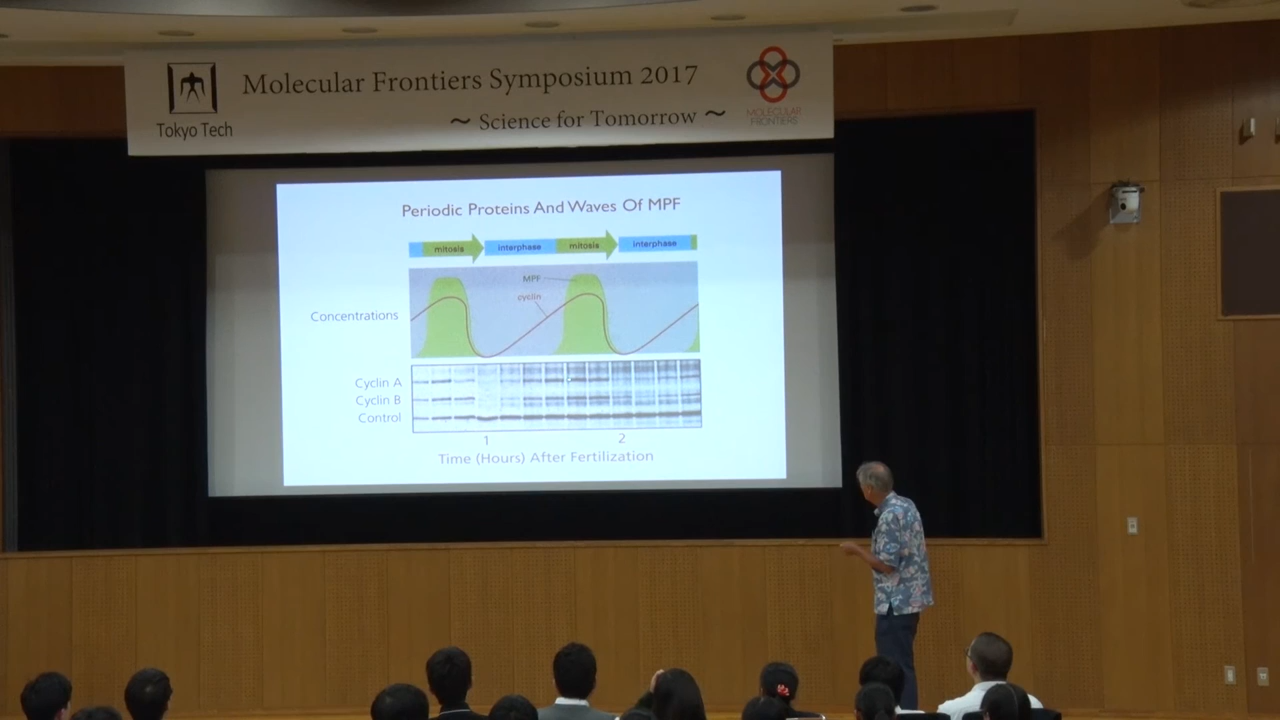 Tokyo Tech
Molecular Frontiers Symposium 2017
~ Science for Tomorrow ~
MOLECULAR
FRONTIERS
Periodic Proteins And Waves Of MPF
mitosis
interphase
mitosis
interphase
MPF
cyclin
Concentrations
Cyclin A
Cyclin B
Control
1
2
Time (Hours) After Fertilization